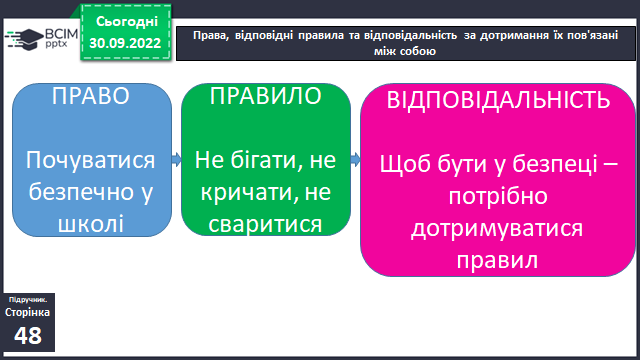 ВСІМ
pptx
Сьогодні
30.09.2022
Права, відповідні правила та відповідальність за дотримання їх пов'язані
між собою
ПРАВО
Почуватися
безпечно у
школі
ПРАВИЛО
Не бігати, не
кричати, не
сваритися
ВІДПОВІДАЛЬНІСТЬ
Щоб бути у безпеці –
потрібно
дотримуватися
правил
Підручник.
Сторінка
48